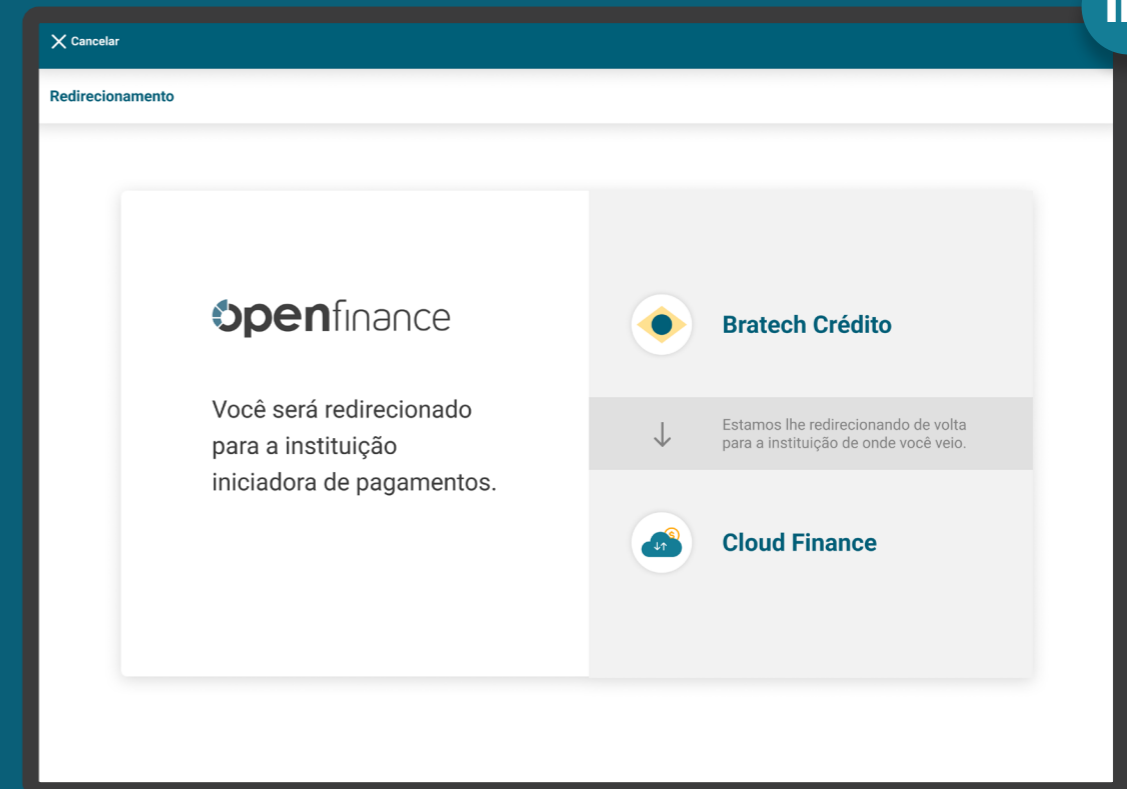 Cancelar
Redirecionamento
openfinance
Você será redirecionado
para a instituição
iniciadora de pagamentos.
Bratech Crédito
Estamos lhe redirecionando de volta
para a instituição de onde você veio.
Cloud Finance